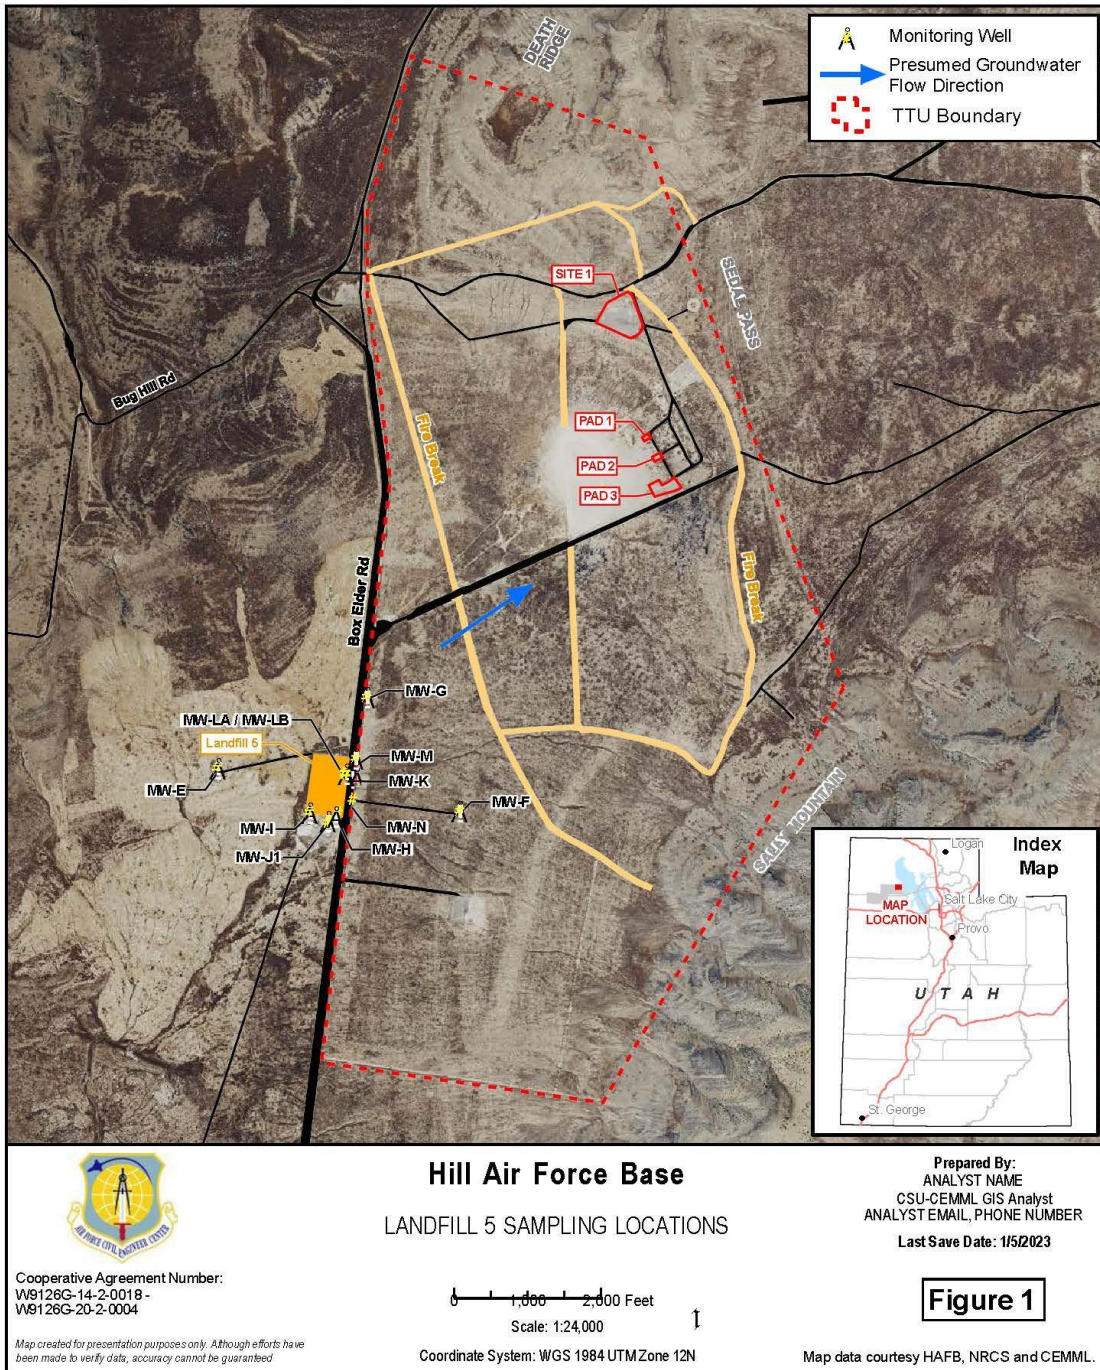 DEATH
RIDGE
Monitoring Well
Presumed Groundwater
Flow Direction
TTU Boundary
SITE 1
SEDAL PASS
Bug Hill Rd
Fire Break
PAD 1
PAD 2
PAD 3
Box Elder Rd
Fire Break
MW-G
MW-LA / MW-LB
Landfill 5
MW-M
MW-E
MW-K
MW-F
MW-I
MW-N
MW-J1
MW-H
SALLY MOUNTAIN
Index
Map
Logan
MAP
LOCATION
Salt Lake City
Provo
UTAH
St. George
AIR FORCE CIVIL ENGINEER CENTER
Cooperative Agreement Number:
W9126G-14-2-0018 -
W9126G-20-2-0004
Map created for presentation purposes only. Although efforts have
been made to verify data, accuracy cannot be guaranteed
Hill Air Force Base
LANDFILL 5 SAMPLING LOCATIONS
0 1,000 2,000 Feet
Scale: 1:24,000
Coordinate System: WGS 1984 UTM Zone 12N
Prepared By:
ANALYST NAME
CSU-CEMML GIS Analyst
ANALYST EMAIL, PHONE NUMBER
Last Save Date: 1/5/2023
Figure 1
Map data courtesy HAFB, NRCS and CEMML.